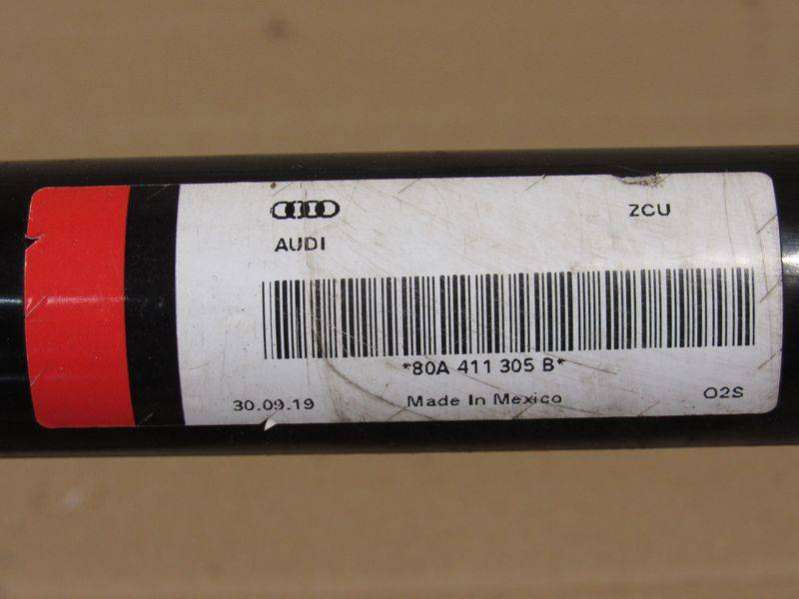 ZCU
AUDI
*80A 411 305 B*
30.09.19 Made In Mexico O2S